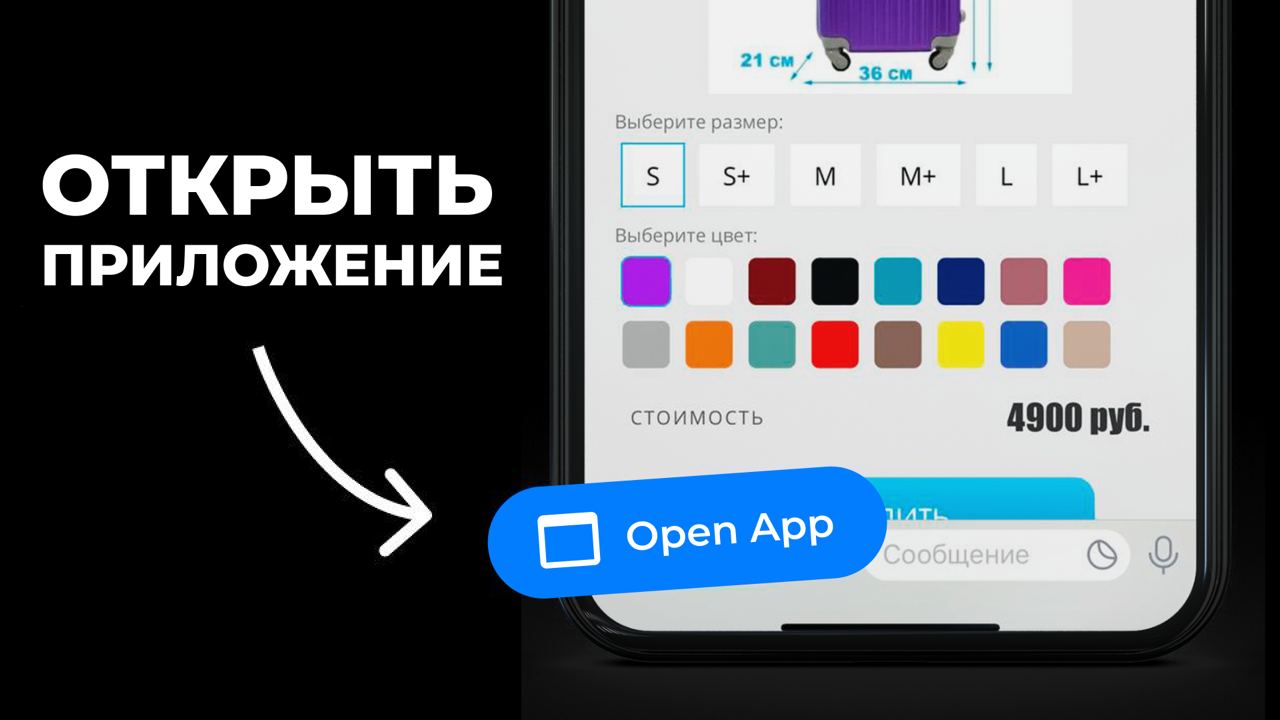 ОТКРЫТЬ
ПРИЛОЖЕНИЕ
21 см
36 см
Выберите размер:
S S+ M M+ L L+
Выберите цвет:
СТОИМОСТЬ 4900 руб.
Open App
Сообщение